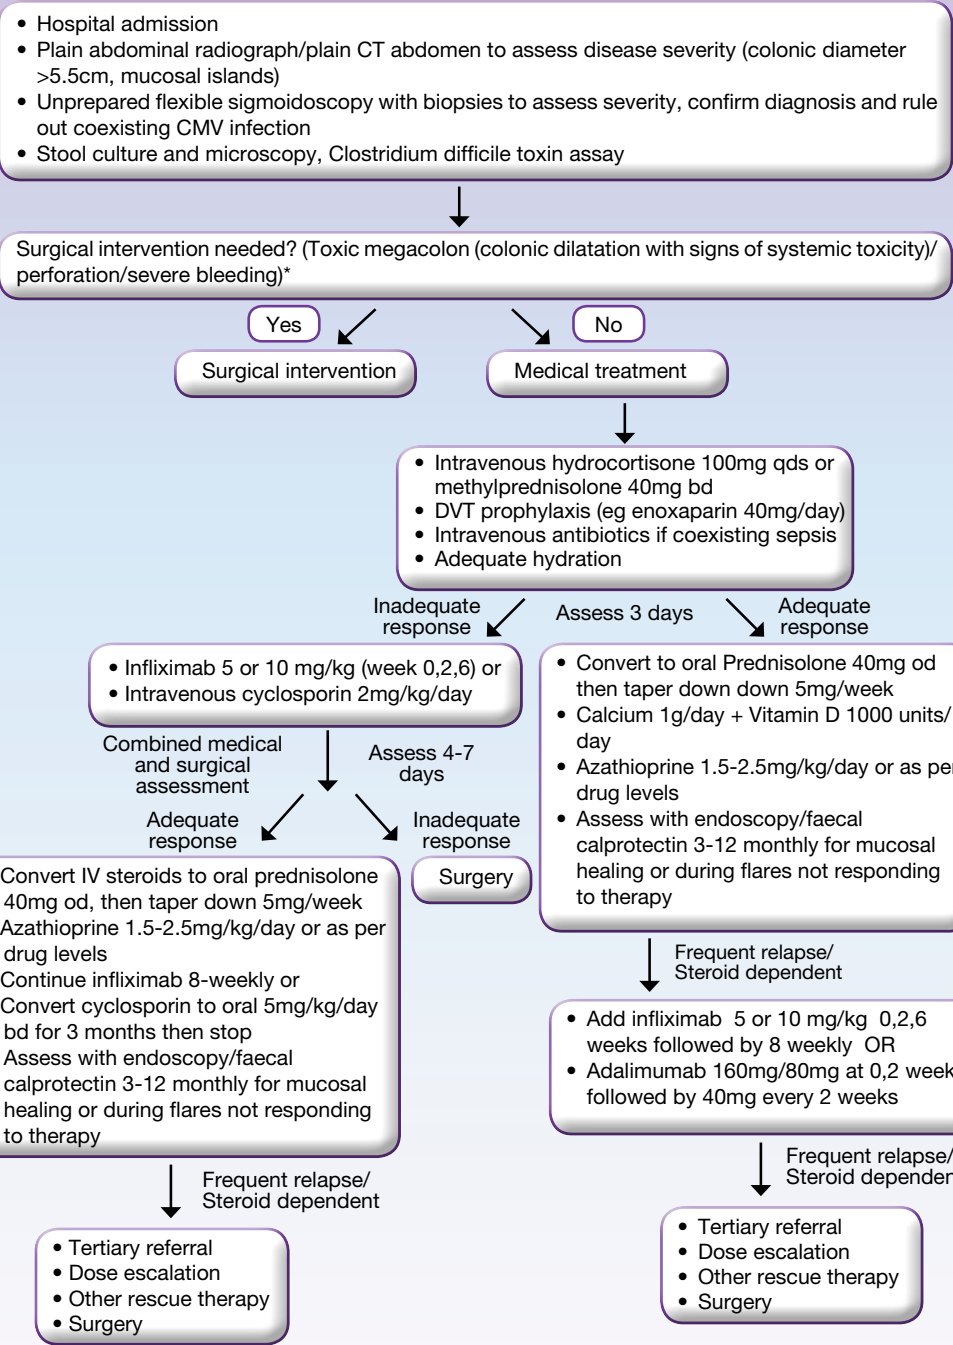 • Hospital admission
• Plain abdominal radiograph/plain CT abdomen to assess disease severity (colonic diameter
>5.5cm, mucosal islands)
• Unprepared flexible sigmoidoscopy with biopsies to assess severity, confirm diagnosis and rule
out coexisting CMV infection
• Stool culture and microscopy, Clostridium difficile toxin assay
Surgical intervention needed? (Toxic megacolon (colonic dilatation with signs of systemic toxicity)/
perforation/severe bleeding)*
Yes
No
Surgical intervention
Medical treatment
• Intravenous hydrocortisone 100mg qds or
methylprednisolone 40mg bd
• DVT prophylaxis (eg enoxaparin 40mg/day)
• Intravenous antibiotics if coexisting sepsis
• Adequate hydration
Inadequate
response
Assess 3 days
Adequate
response
• Infliximab 5 or 10 mg/kg (week 0,2,6) or
• Intravenous cyclosporin 2mg/kg/day
Combined medical
and surgical
assessment
Assess 4-7
days
Adequate
response
Inadequate
response
Surgery
• Convert to oral Prednisolone 40mg od
then taper down down 5mg/week
• Calcium 1g/day + Vitamin D 1000 units/
day
• Azathioprine 1.5-2.5mg/kg/day or as per
drug levels
• Assess with endoscopy/faecal
calprotectin 3-12 monthly for mucosal
healing or during flares not responding
to therapy
Convert IV steroids to oral prednisolone
40mg od, then taper down 5mg/week
Azathioprine 1.5-2.5mg/kg/day or as per
drug levels
Continue infliximab 8-weekly or
Convert cyclosporin to oral 5mg/kg/day
bd for 3 months then stop
Assess with endoscopy/faecal
calprotectin 3-12 monthly for mucosal
healing or during flares not responding
to therapy
Frequent relapse/
Steroid dependent
• Add infliximab 5 or 10 mg/kg 0,2,6
weeks followed by 8 weekly OR
• Adalimumab 160mg/80mg at 0,2 week
followed by 40mg every 2 weeks
Frequent relapse/
Steroid dependent
Frequent relapse/
Steroid dependen
• Tertiary referral
• Dose escalation
• Other rescue therapy
• Surgery
• Tertiary referral
• Dose escalation
• Other rescue therapy
• Surgery